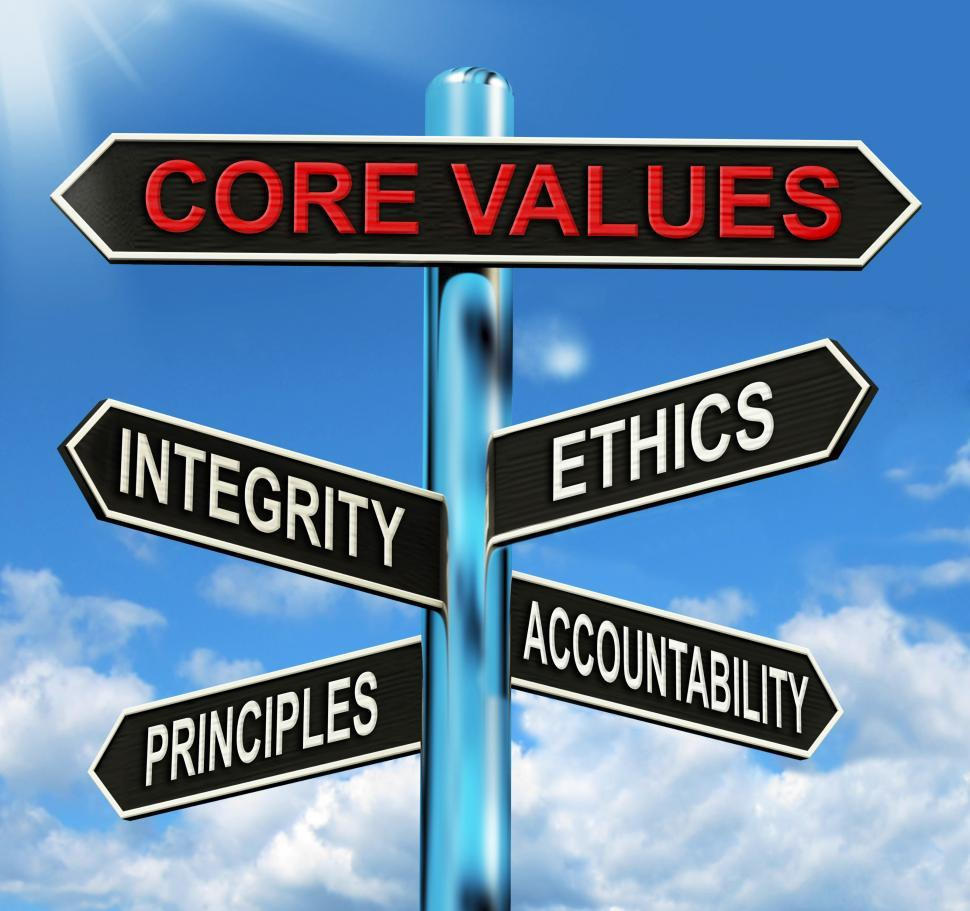 CORE VALUES
INTEGRITY
ETHICS
PRINCIPLES
ACCOUNTABILITY